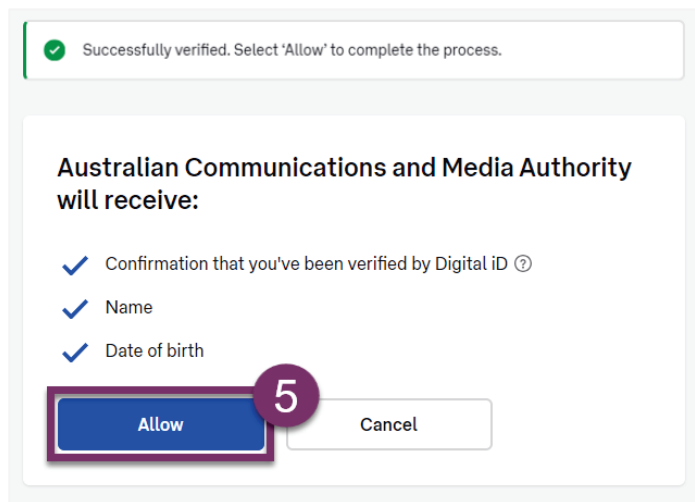 Successfully verified. Select ‘Allow’ to complete the process.
Australian Communications and Media Authority
will receive:
Confirmation that you've been verified by Digital iD ?
Name
Date of birth
5
Allow
Cancel